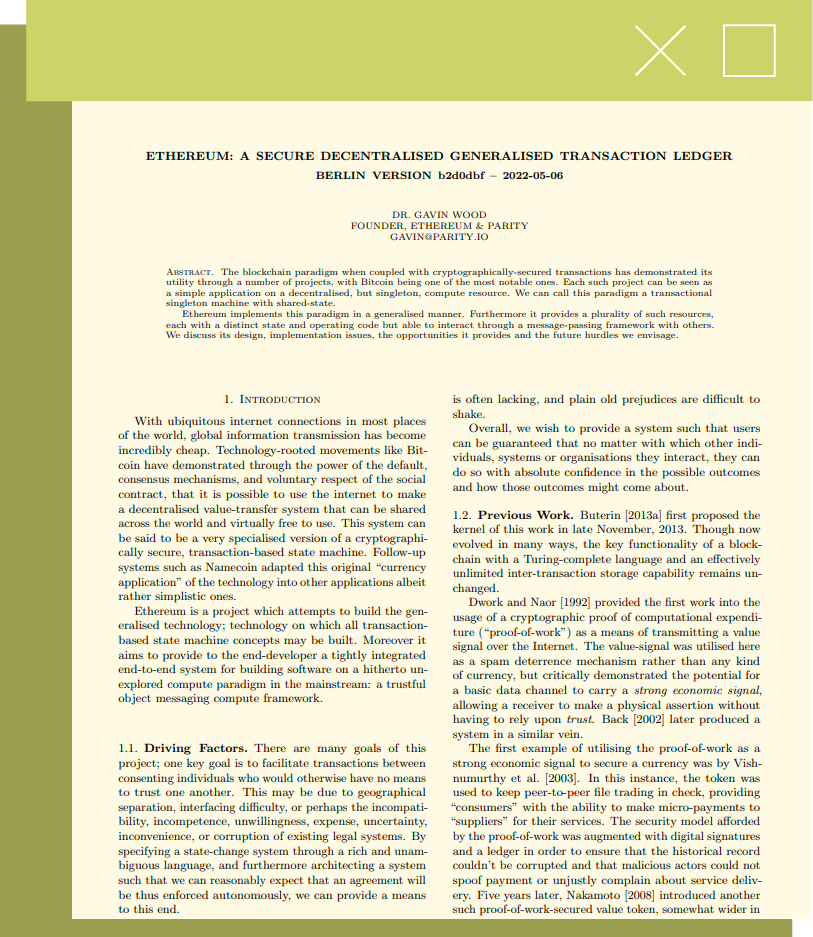 ETHEREUM: A SECURE DECENTRALISED GENERALISED TRANSACTION LEDGER
BERLIN VERSION b2d0dbf – 2022-05-06
DR. GAVIN WOOD
FOUNDER, ETHEREUM & PARITY
GAVIN@PARITY.IO
Abstract. The blockchain paradigm when coupled with cryptographically-secured transactions has demonstrated its
utility through a number of projects, with Bitcoin being one of the most notable ones. Each such project can be seen as
a simple application on a decentralised, but singleton, compute resource. We can call this paradigm a transactional
singleton machine with shared-state.
Ethereum implements this paradigm in a generalised manner. Furthermore it provides a plurality of such resources,
each with a distinct state and operating code but able to interact through a message-passing framework with others.
We discuss its design, implementation issues, the opportunities it provides and the future hurdles we envisage.
1. Introduction
With ubiquitous internet connections in most places
of the world, global information transmission has become
incredibly cheap. Technology-rooted movements like Bit-
coin have demonstrated through the power of the default,
consensus mechanisms, and voluntary respect of the social
contract, that it is possible to use the internet to make
a decentralised value-transfer system that can be shared
across the world and virtually free to use. This system can
be said to be a very specialised version of a cryptographi-
cally secure, transaction-based state machine. Follow-up
systems such as Namecoin adapted this original “currency
application” of the technology into other applications albeit
rather simplistic ones.
Ethereum is a project which attempts to build the gen-
eralised technology; technology on which all transaction-
based state machine concepts may be built. Moreover it
aims to provide to the end-developer a tightly integrated
end-to-end system for building software on a hitherto un-
explored compute paradigm in the mainstream: a trustful
object messaging compute framework.
1.1. Driving Factors. There are many goals of this
project; one key goal is to facilitate transactions between
consenting individuals who would otherwise have no means
to trust one another. This may be due to geographical
separation, interfacing difficulty, or perhaps the incompati-
bility, incompetence, unwillingness, expense, uncertainty,
inconvenience, or corruption of existing legal systems. By
specifying a state-change system through a rich and unam-
biguous language, and furthermore architecting a system
such that we can reasonably expect that an agreement will
be thus enforced autonomously, we can provide a means
to this end.
is often lacking, and plain old prejudices are difficult to
shake.
Overall, we wish to provide a system such that users
can be guaranteed that no matter with which other indi-
viduals, systems or organisations they interact, they can
do so with absolute confidence in the possible outcomes
and how those outcomes might come about.
1.2. Previous Work. Buterin [2013a] first proposed the
kernel of this work in late November, 2013. Though now
evolved in many ways, the key functionality of a block-
chain with a Turing-complete language and an effectively
unlimited inter-transaction storage capability remains un-
changed.
Dwork and Naor [1992] provided the first work into the
usage of a cryptographic proof of computational expendi-
ture (“proof-of-work”) as a means of transmitting a value
signal over the Internet. The value-signal was utilised here
as a spam deterrence mechanism rather than any kind
of currency, but critically demonstrated the potential for
a basic data channel to carry a strong economic signal,
allowing a receiver to make a physical assertion without
having to rely upon trust. Back [2002] later produced a
system in a similar vein.
The first example of utilising the proof-of-work as a
strong economic signal to secure a currency was by Vish-
numurthy et al. [2003]. In this instance, the token was
used to keep peer-to-peer file trading in check, providing
“consumers” with the ability to make micro-payments to
“suppliers” for their services. The security model afforded
by the proof-of-work was augmented with digital signatures
and a ledger in order to ensure that the historical record
couldn’t be corrupted and that malicious actors could not
spoof payment or unjustly complain about service deliv-
ery. Five years later, Nakamoto [2008] introduced another
such proof-of-work-secured value token, somewhat wider in